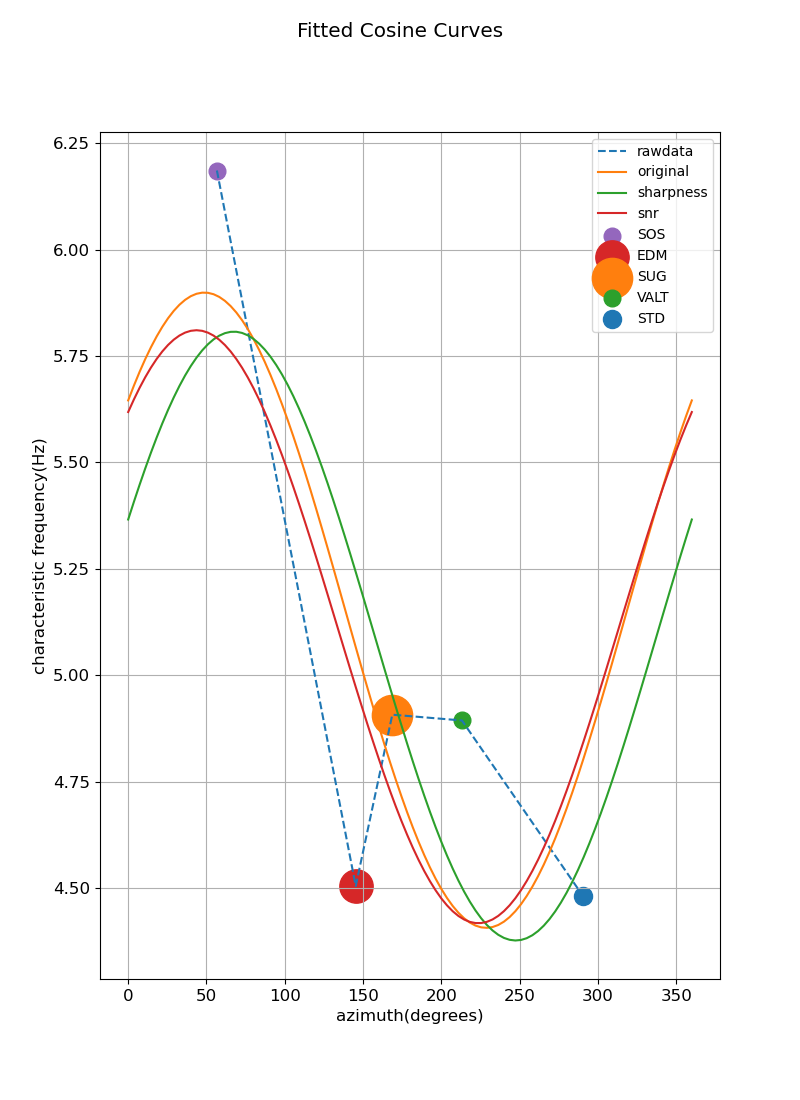 Fitted Cosine Curves
6.25
6.00
5.75
5.50
5.25
5.00
4.75
4.50
characteristic frequency(Hz)
rawdata
original
sharpness
snr
SOS
EDM
SUG
VALT
STD
0 50 100 150 200 250 300 350
azimuth(degrees)